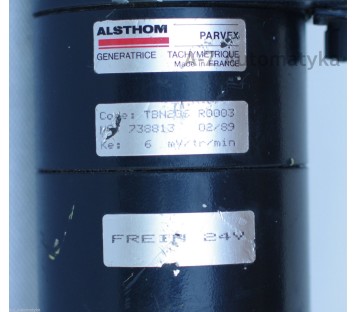 ALSTHOM PARVEX
GENERATRICE TACHYMETRIQUE
Made in FRANCE
Code: TBN206 R0003
738813 02/89
Ke: 6 mV/tr/min
FREIN 24V